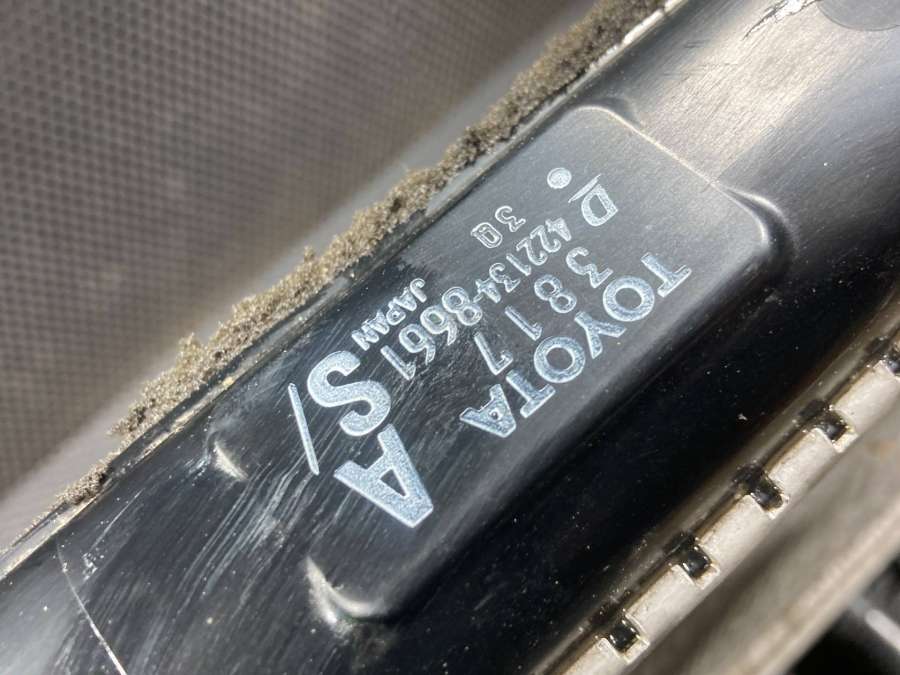 TOYOTA
3817
D 422134-8661
3Q JAPAN
A
S/